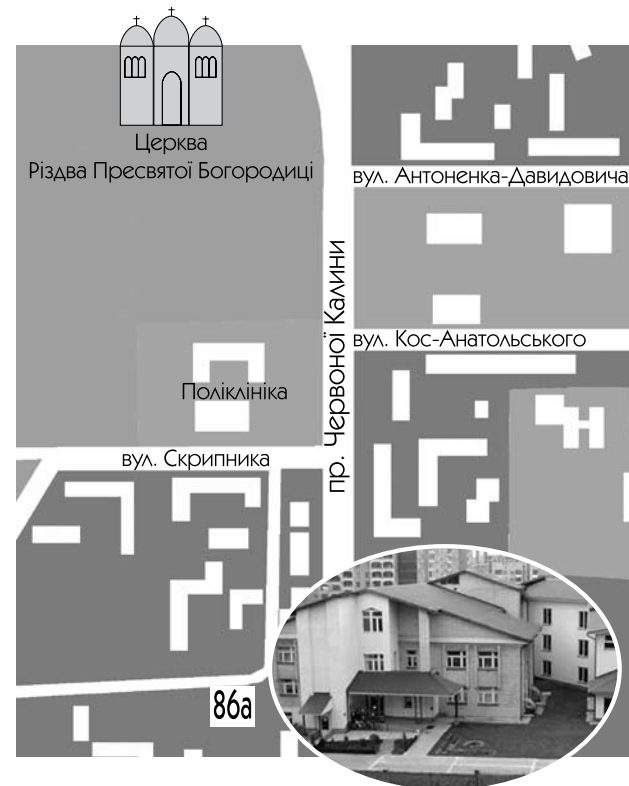 Церква
Різдва Пресвятої Богородиці
вул. Антоненка-Давидовича
пр. Червоної Калини
вул. Кос-Анатольського
Поліклініка
вул. Скрипника
86а